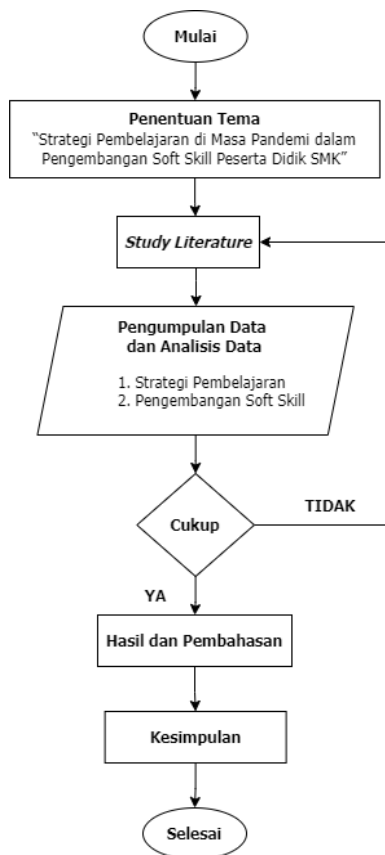 Mulai
Penentuan Tema
“Strategi Pembelajaran di Masa Pandemi dalam
Pengembangan Soft Skill Peserta Didik SMK”
Study Literature
Pengumpulan Data
dan Analisis Data
1. Strategi Pembelajaran
2. Pengembangan Soft Skill
Cukup
TIDAK
YA
Hasil dan Pembahasan
Kesimpulan
Selesai